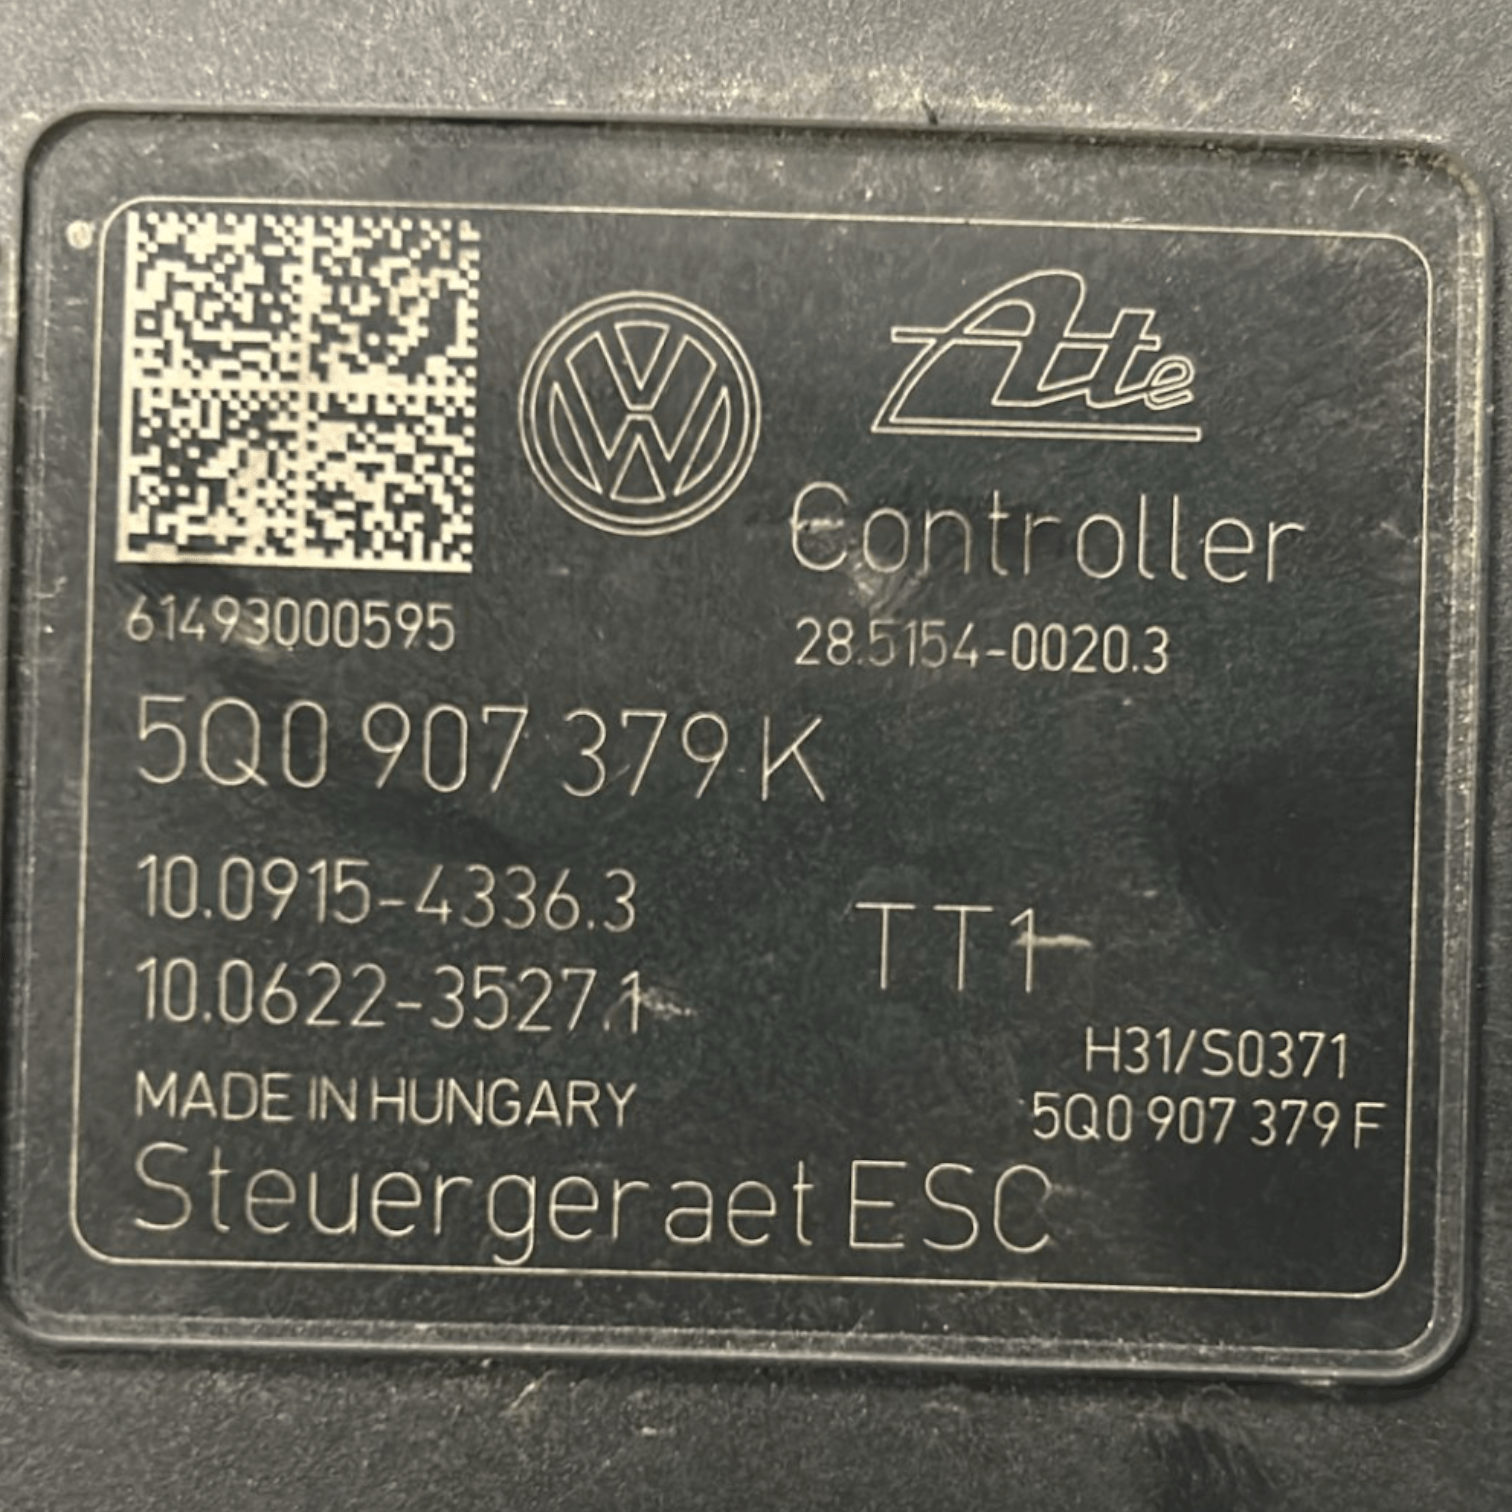 Ate
Controller
61493000595
28.5154-0020.3
5Q0 907 379 K
10.0915-4336.3
TT1
10.0622-3527.1
H31/S0371
MADE IN HUNGARY
5Q0 907 379 F
Steuergeraet ESC